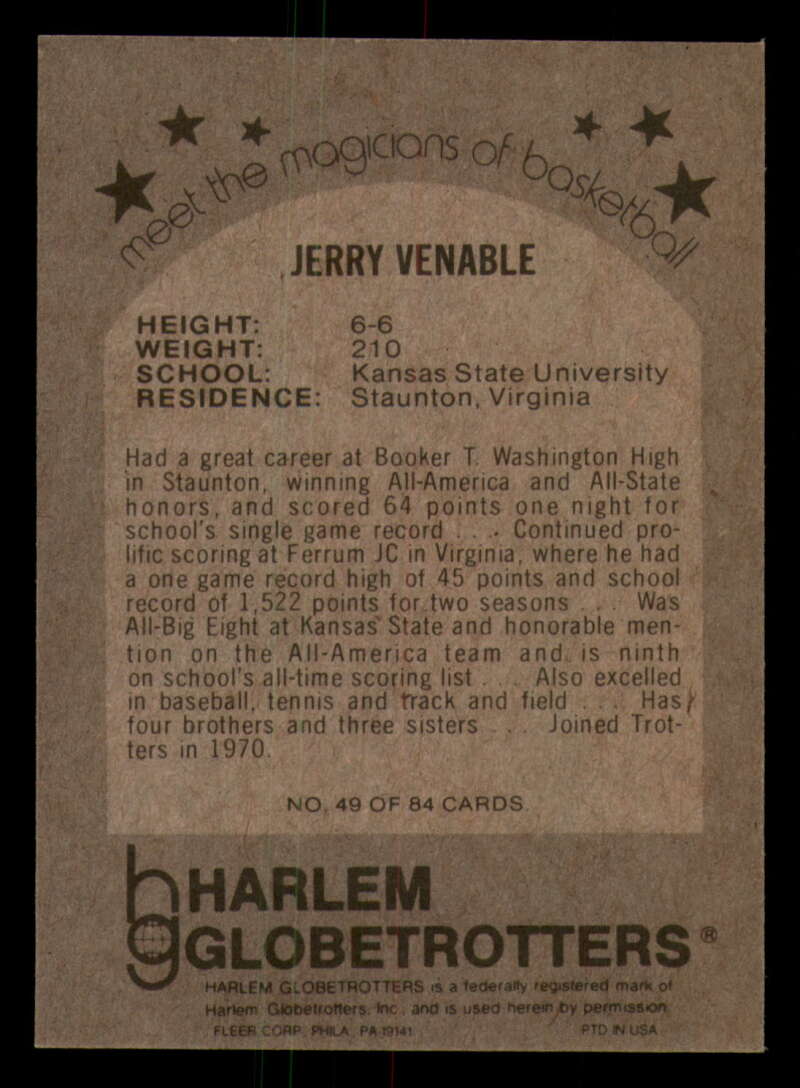 meet the magicians of basketball
JERRY VENABLE
HEIGHT: 6-6
WEIGHT: 210
SCHOOL: Kansas State University
RESIDENCE: Staunton, Virginia
Had a great career at Booker T. Washington High
in Staunton, winning All-America and All-State
honors, and scored 64 points one night for
school's single game record . . . Continued pro-
lific scoring at Ferrum JC in Virginia, where he had
a one game record high of 45 points and school
record of 1,522 points for two seasons . . . Was
All-Big Eight at Kansas State and honorable men-
tion on the All-America team and is ninth
on school's all-time scoring list . . . Also excelled
in baseball, tennis and track and field . . . Has
four brothers and three sisters . . . Joined Trot-
ters in 1970.
NO. 49 OF 84 CARDS
hg HARLEM
GLOBETROTTERS®
HARLEM GLOBETROTTERS is a federally registered mark of
Harlem Globetrotters, Inc., and is used herein by permission.
FLEER CORP. PHILA. PA 19141 PTD IN USA